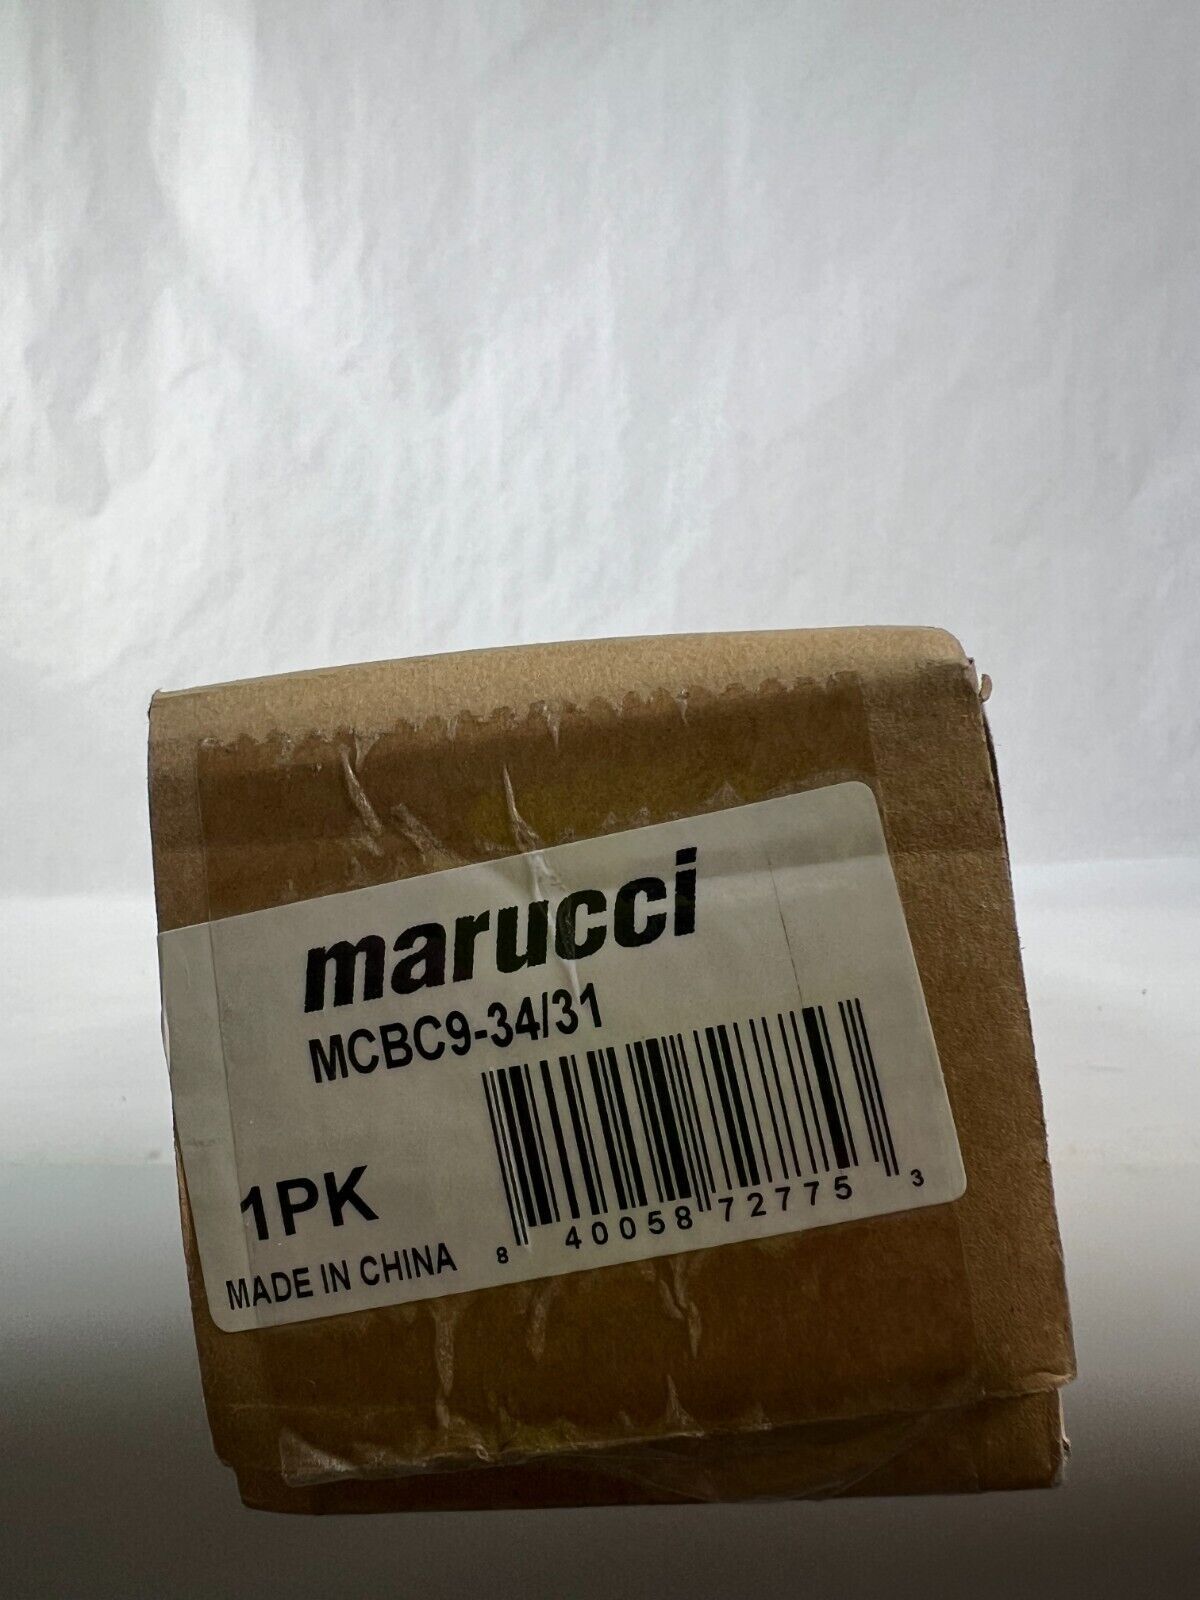 marucci
MCBC9-34/31
1PK
MADE IN CHINA
8 40058 72775 3